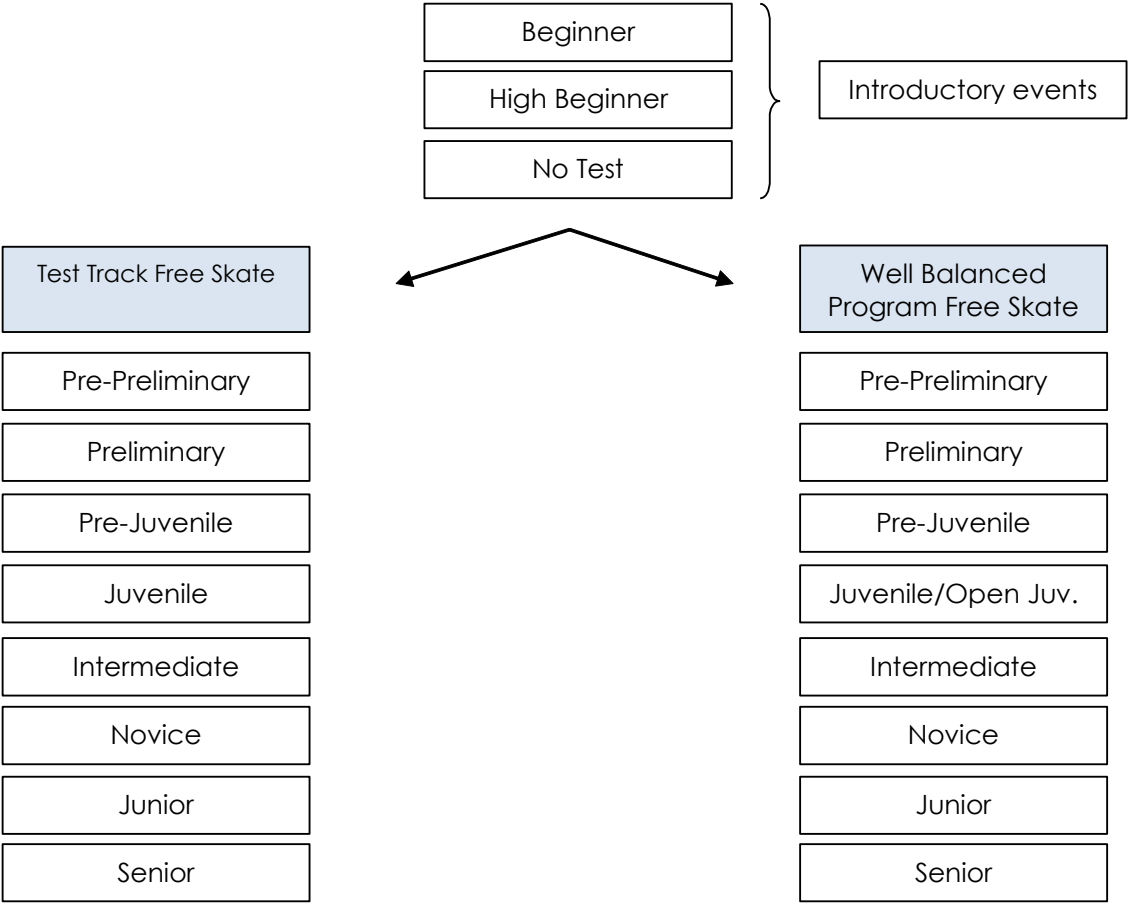 Beginner
High Beginner
No Test
Introductory events
Test Track Free Skate
Pre-Preliminary
Preliminary
Pre-Juvenile
Juvenile
Intermediate
Novice
Junior
Senior
Well Balanced
Program Free Skate
Pre-Preliminary
Preliminary
Pre-Juvenile
Juvenile/Open Juv.
Intermediate
Novice
Junior
Senior